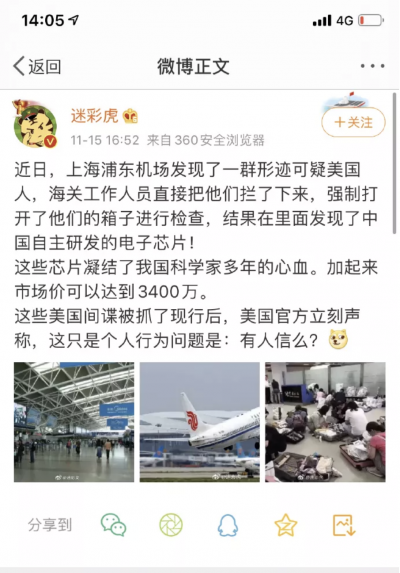 14:05
4G
返回
微博正文
迷彩虎
11-15 16:52 来自360安全浏览器
+关注
近日，上海浦东机场发现了一群形迹可疑美国
人，海关工作人员直接把他们拦了下来，强制打
开了他们的箱子进行检查，结果在里面发现了中
国自主研发的电子芯片！
这些芯片凝结了我国科学家多年的心血。加起来
市场价可以达到3400万。
这些美国间谍被抓了现行后，美国官方立刻声
称，这只是个人行为问题是：有人信么？
分享到